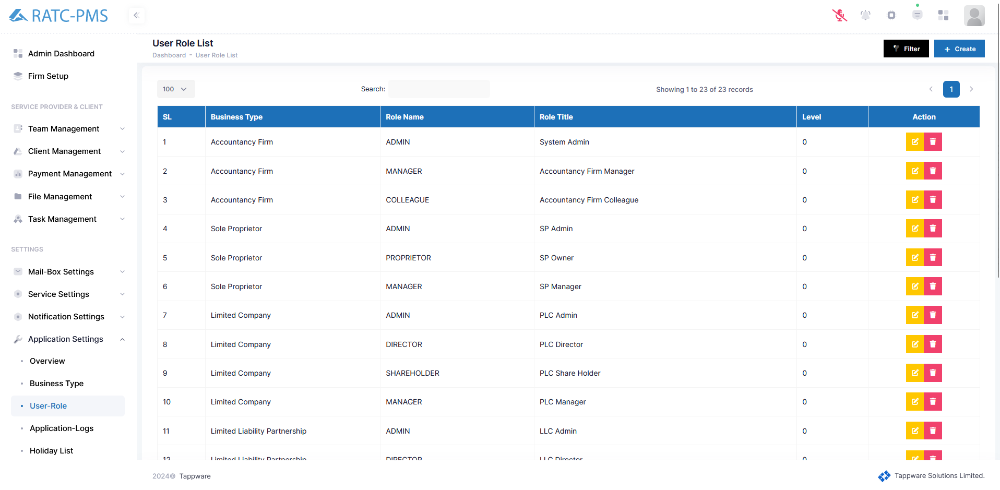 RATC-PMS
Admin Dashboard
Firm Setup
SERVICE PROVIDER & CLIENT
Team Management
Client Management
Payment Management
File Management
Task Management
SETTINGS
Mail-Box Settings
Service Settings
Notification Settings
Application Settings
Overview
Business Type
User-Role
Application-Logs
Holiday List
User Role List
Dashboard - User Role List
Filter
+ Create
100
Search:
Showing 1 to 23 of 23 records
1
SL Business Type Role Name Role Title Level Action
1 Accountancy Firm ADMIN System Admin 0
2 Accountancy Firm MANAGER Accountancy Firm Manager 0
3 Accountancy Firm COLLEAGUE Accountancy Firm Colleague 0
4 Sole Proprietor ADMIN SP Admin 0
5 Sole Proprietor PROPRIETOR SP Owner 0
6 Sole Proprietor MANAGER SP Manager 0
7 Limited Company ADMIN PLC Admin 0
8 Limited Company DIRECTOR PLC Director 0
9 Limited Company SHAREHOLDER PLC Share Holder 0
10 Limited Company MANAGER PLC Manager 0
11 Limited Liability Partnership ADMIN LLC Admin 0
12 Limited Liability Partnership DIRECTOR LLC Director 0
2024© Tappware
Tappware Solutions Limited.